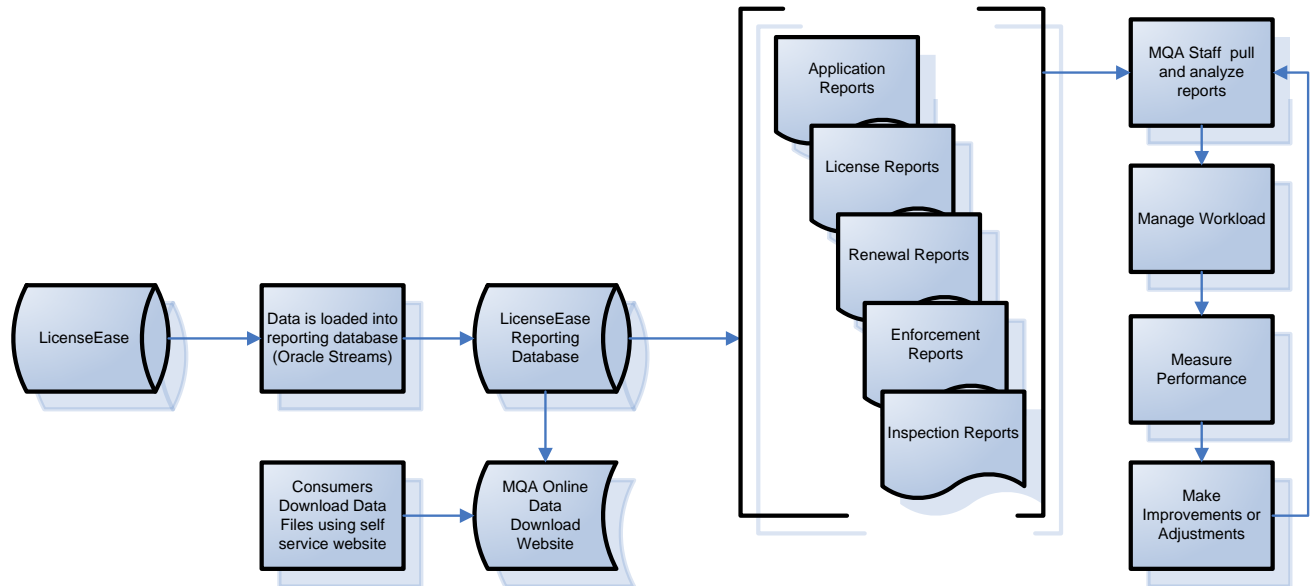 LicenseEase
Data is loaded into
reporting database
(Oracle Streams)
LicenseEase
Reporting
Database
Consumers
Download Data
Files using self
service website
MQA Online
Data
Download
Website
Application
Reports
License Reports
Renewal Reports
Enforcement
Reports
Inspection Reports
MQA Staff pull
and analyze
reports
Manage Workload
Measure
Performance
Make
Improvements or
Adjustments